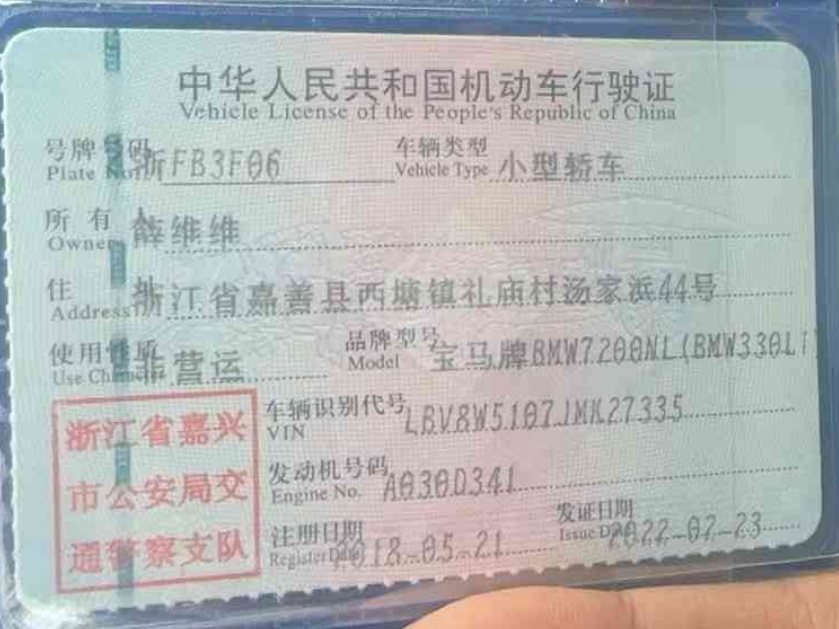 中华人民共和国机动车行驶证
Vehicle License of the People's Republic of China
号牌号码 浙FB3F06 车辆类型 小型轿车
Plate No. Vehicle Type
所有人 薛维维
Owner
住址 浙江省嘉善县西塘镇礼庙村汤家浜44号
Address
使用性质 非营运 品牌型号 宝马牌BMW7200NL(BMW330Li
Use Character Model
浙江省嘉兴
市公安局交
通警察支队
车辆识别代号 LBV8W5107JMK27335
VIN
发动机号码 A030D341
Engine No.
注册日期 2018-05-21 发证日期 2022-02-23
Register Date Issue Date